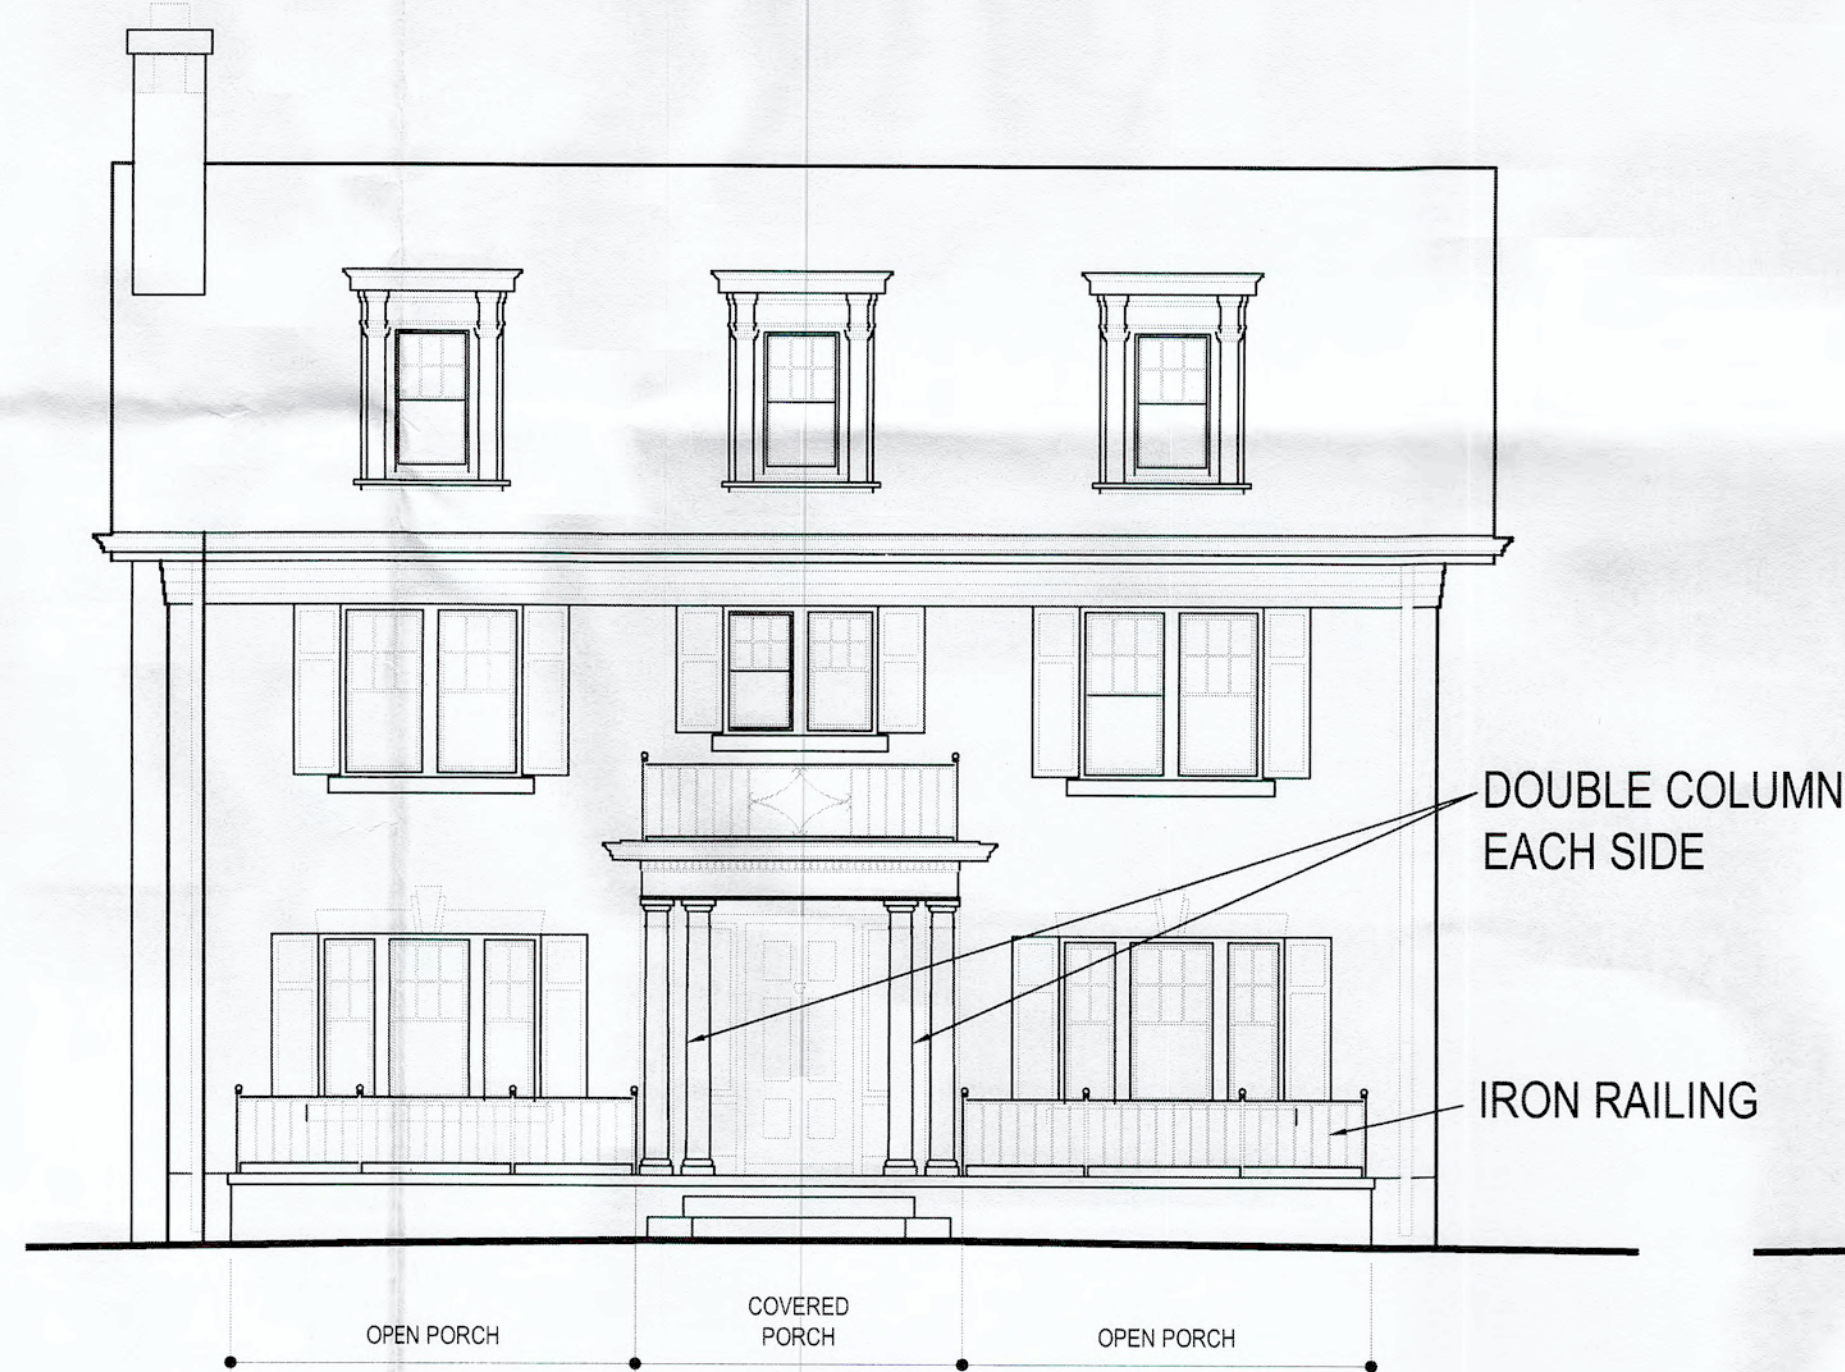 DOUBLE COLUMN
EACH SIDE
IRON RAILING
OPEN PORCH
COVERED
PORCH
OPEN PORCH